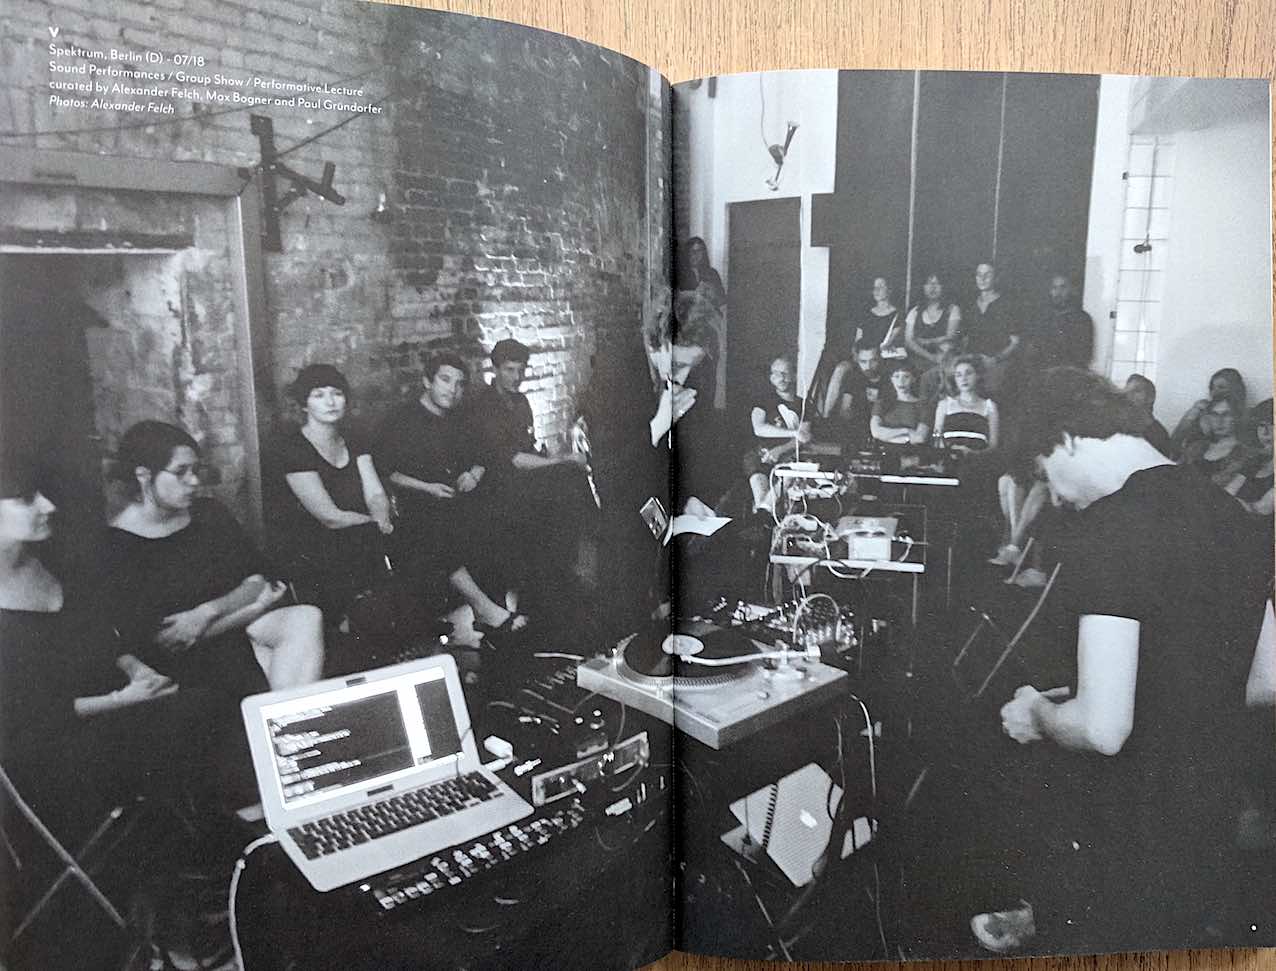 V
Spektrum, Berlin (D) - 07/18
Sound Performances / Group Show / Performative Lecture
curated by Alexander Felch, Max Bogner and Paul Gründorfer
Photos: Alexander Felch